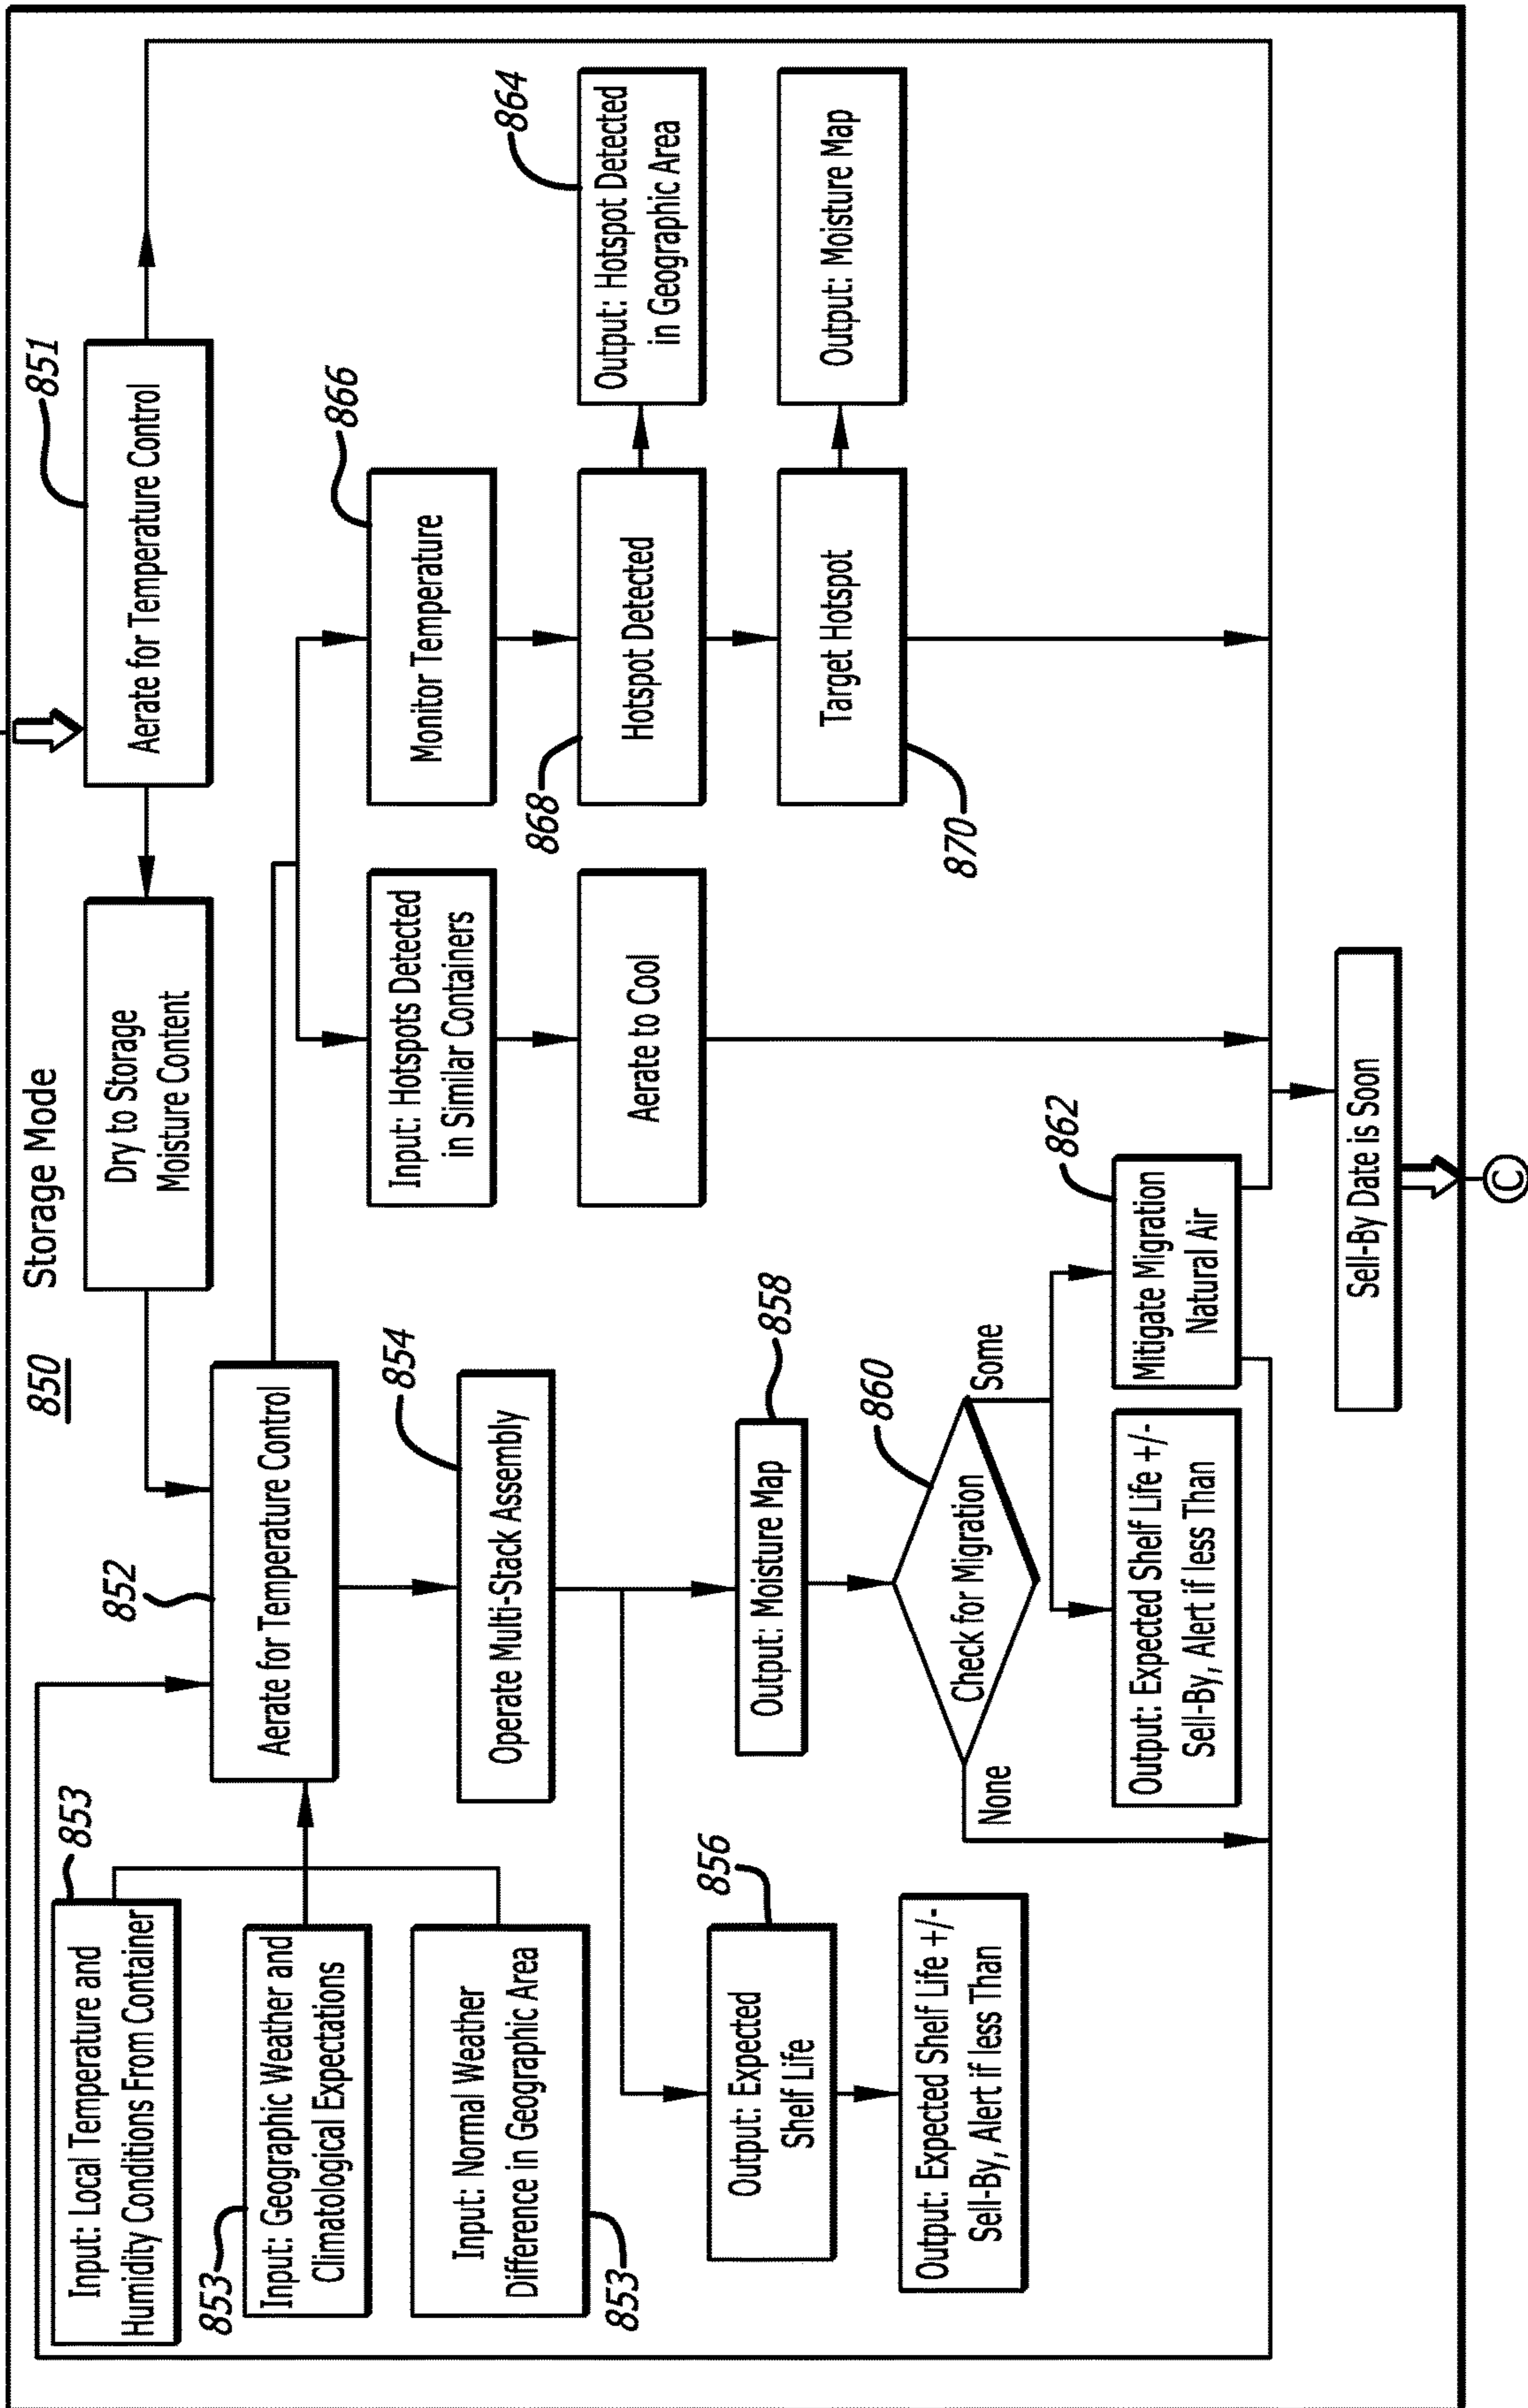 Storage Mode
850
851
Aerate for Temperature Control
Dry to Storage
Moisture Content
853
Input: Local Temperature and
Humidity Conditions From Container
853
Input: Geographic Weather and
Climatological Expectations
Input: Normal Weather
Difference in Geographic Area
853
852
Aerate for Temperature Control
854
Operate Multi-Stack Assembly
856
Output: Expected
Shelf Life
Output: Expected Shelf Life +/-
Sell-By, Alert if less Than
858
Output: Moisture Map
860
Check for Migration
None
Some
Output: Expected Shelf Life +/-
Sell-By, Alert if less Than
862
Mitigate Migration
Natural Air
Input: Hotspots Detected
in Similar Containers
Aerate to Cool
866
Monitor Temperature
868
Hotspot Detected
864
Output: Hotspot Detected
in Geographic Area
870
Target Hotspot
Output: Moisture Map
Sell-By Date is Soon
C